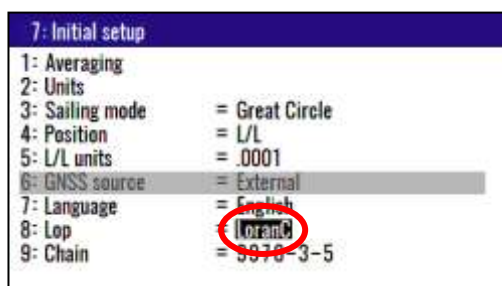 7: Initial setup
1: Averaging
2: Units
3: Sailing mode = Great Circle
4: Position = L/L
5: L/L units = .0001
6: GNSS source = External
7: Language = English
8: Lop = LoranC
9: Chain = 9970-3-5